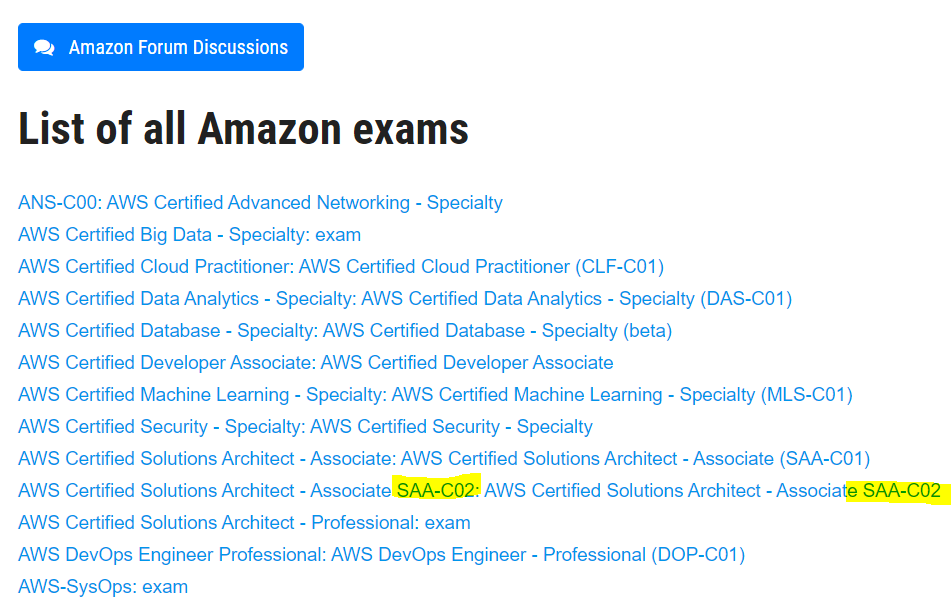 Amazon Forum Discussions
List of all Amazon exams
ANS-C00: AWS Certified Advanced Networking - Specialty
AWS Certified Big Data - Specialty: exam
AWS Certified Cloud Practitioner: AWS Certified Cloud Practitioner (CLF-C01)
AWS Certified Data Analytics - Specialty: AWS Certified Data Analytics - Specialty (DAS-C01)
AWS Certified Database - Specialty: AWS Certified Database - Specialty (beta)
AWS Certified Developer Associate: AWS Certified Developer Associate
AWS Certified Machine Learning - Specialty: AWS Certified Machine Learning - Specialty (MLS-C01)
AWS Certified Security - Specialty: AWS Certified Security - Specialty
AWS Certified Solutions Architect - Associate: AWS Certified Solutions Architect - Associate (SAA-C01)
AWS Certified Solutions Architect - Associate SAA-C02: AWS Certified Solutions Architect - Associate SAA-C02
AWS Certified Solutions Architect - Professional: exam
AWS DevOps Engineer Professional: AWS DevOps Engineer - Professional (DOP-C01)
AWS-SysOps: exam